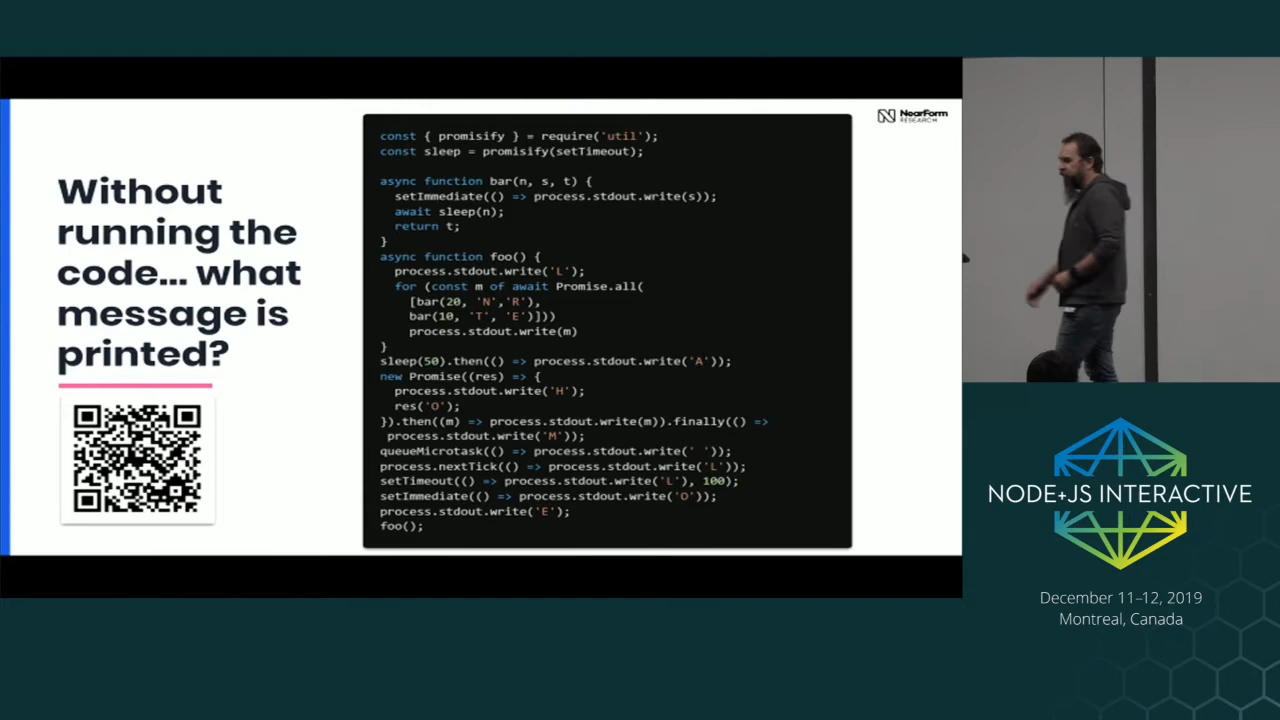 Without
running the
code... what
message is
printed?
NearForm
RESEARCH
const { promisify } = require('util');
const sleep = promisify(setTimeout);
async function bar(n, s, t) {
setImmediate(() => process.stdout.write(s));
await sleep(n);
return t;
}
async function foo() {
process.stdout.write('L');
for (const m of await Promise.all(
[bar(20, 'N','R'),
bar(10, 'T', 'E')]))
process.stdout.write(m)
}
sleep(50).then(() => process.stdout.write('A'));
new Promise((res) => {
process.stdout.write('H');
res('O');
}).then((m) => process.stdout.write(m)).finally(() =>
process.stdout.write('M'));
queueMicrotask(() => process.stdout.write(' '));
process.nextTick(() => process.stdout.write('L'));
setTimeout(() => process.stdout.write('L'), 100);
setImmediate(() => process.stdout.write('O'));
process.stdout.write('E');
foo();
NODE+JS INTERACTIVE
December 11–12, 2019
Montreal, Canada